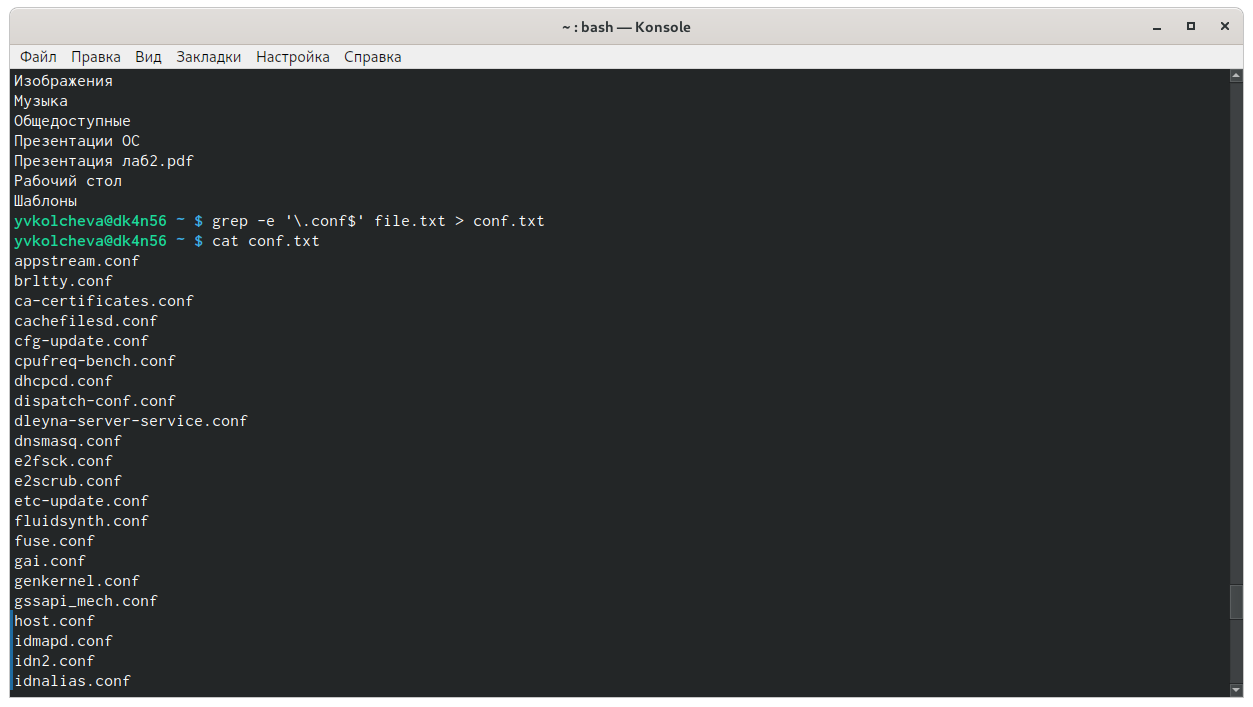 ~ : bash — Konsole
Файл Правка Вид Закладки Настройка Справка
Изображения
Музыка
Общедоступные
Презентации ОС
Презентация лаб2.pdf
Рабочий стол
Шаблоны
yvkolcheva@dk4n56 ~ $ grep -e '\.conf$' file.txt > conf.txt
yvkolcheva@dk4n56 ~ $ cat conf.txt
appstream.conf
brltty.conf
ca-certificates.conf
cachefilesd.conf
cfg-update.conf
cpufreq-bench.conf
dhcpcd.conf
dispatch-conf.conf
dleyna-server-service.conf
dnsmasq.conf
e2fsck.conf
e2scrub.conf
etc-update.conf
fluidsynth.conf
fuse.conf
gai.conf
genkernel.conf
gssapi_mech.conf
host.conf
idmapd.conf
idn2.conf
idnalias.conf